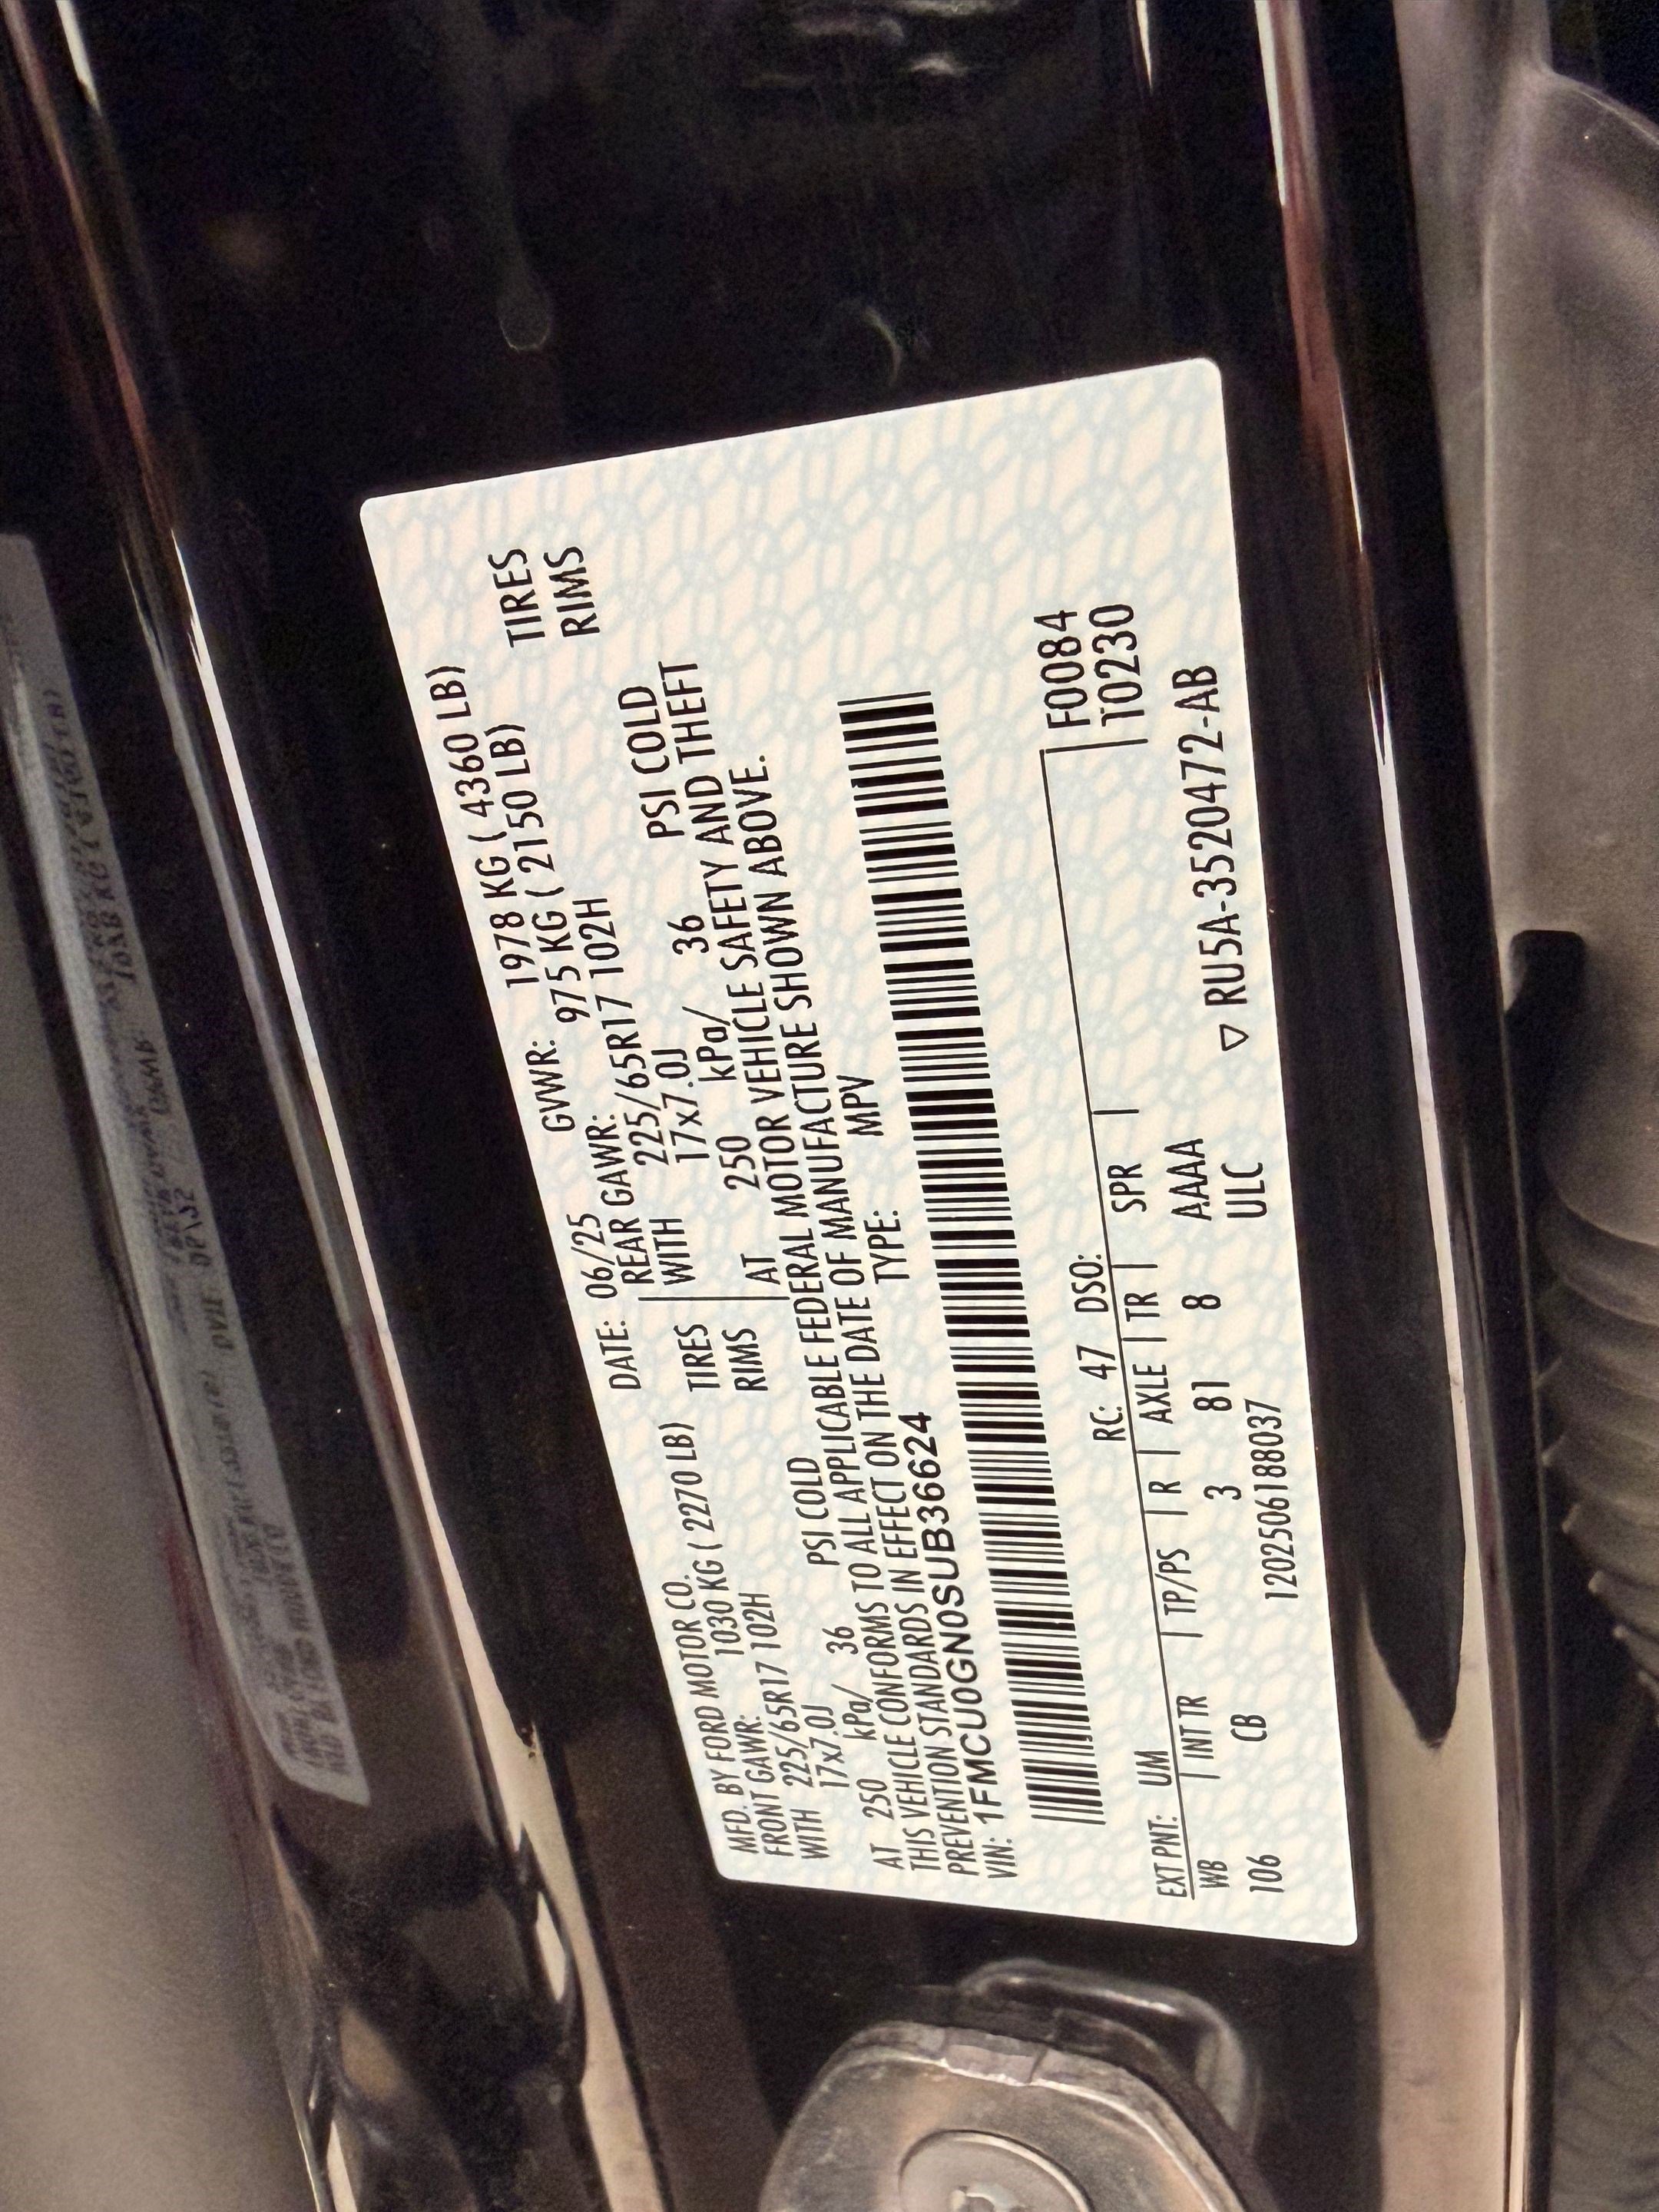 MFD. BY FORD MOTOR CO. DATE: 06/25 GVWR: 1978 KG ( 4360 LB)
FRONT GAWR: 1030 KG ( 2270 LB) REAR GAWR: 975 KG ( 2150 LB)
WITH 225/65R17 102H TIRES WITH 225/65R17 102H TIRES
17x7.0J RIMS 17x7.0J RIMS
AT 250 kPa/ 36 PSI COLD AT 250 kPa/ 36 PSI COLD
THIS VEHICLE CONFORMS TO ALL APPLICABLE FEDERAL MOTOR VEHICLE SAFETY AND THEFT
PREVENTION STANDARDS IN EFFECT ON THE DATE OF MANUFACTURE SHOWN ABOVE.
VIN: 1FMCU0GN0SUB36624 TYPE: MPV
EXT PNT: UM RC: 47 DSO: F0084
WB INT TR TP/PS R AXLE TR SPR T0230
106 CB 3 81 8 AAAA
120250618 8037 ULC ▽ RU5A-3520472-AB